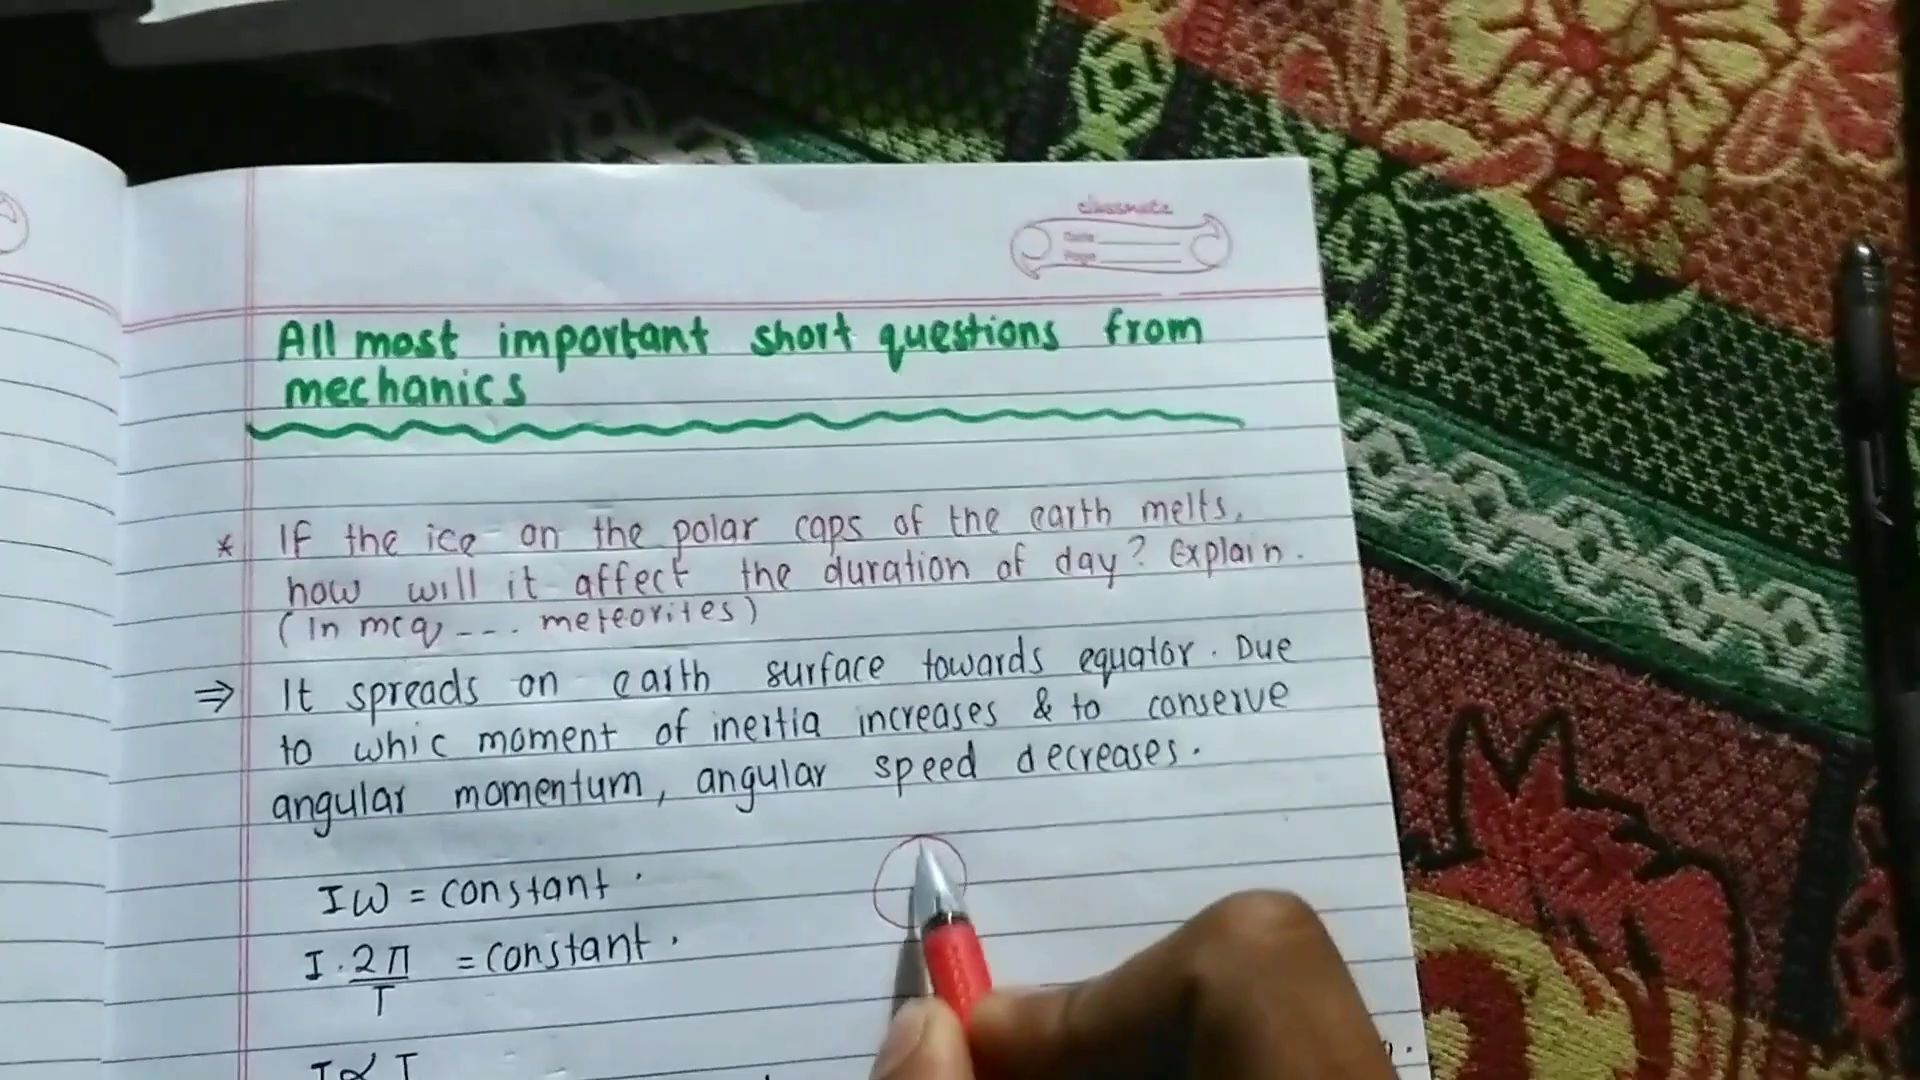 classmate
Date
Page
All most important short questions from
mechanics
* If the ice on the polar caps of the earth melts,
how will it affect the duration of day? Explain.
(In mcq --- meteorites)
⇒ It spreads on earth surface towards equator. Due
to whic moment of inertia increases & to conserve
angular momentum, angular speed decreases.
Iω = constant.
I . 2π/T = constant.
I ∝ T